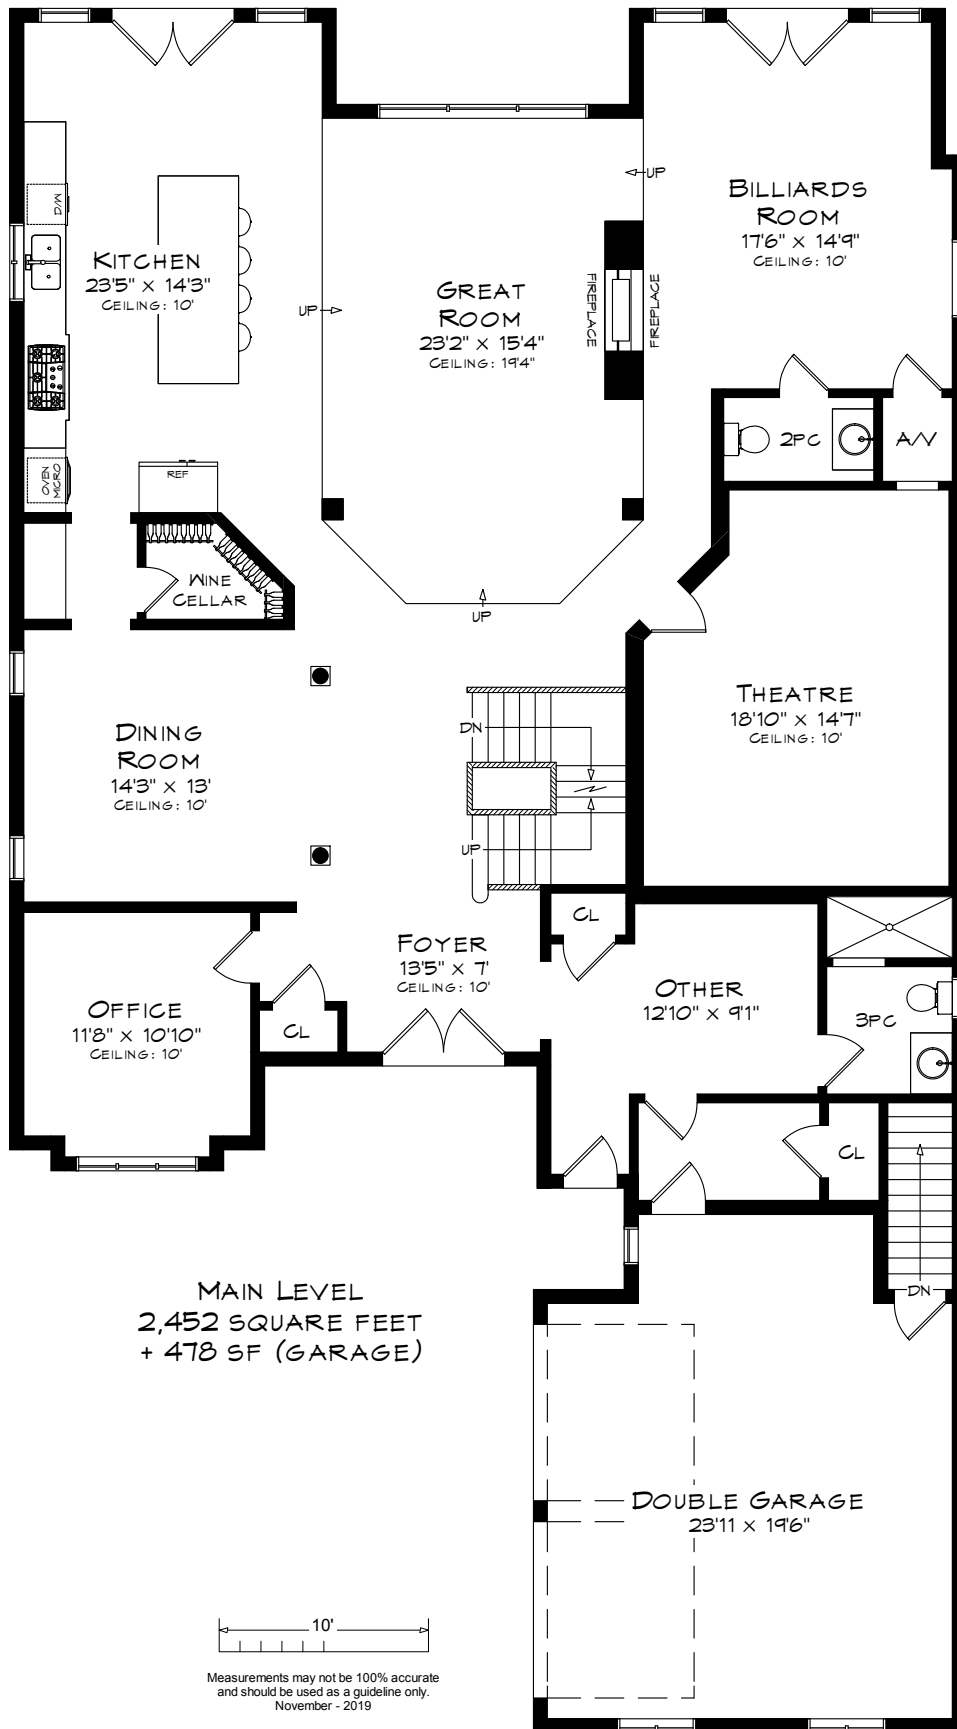 KITCHEN
23'5" X 14'3"
CEILING: 10'
D/W
OVEN
MICRO
REF
UP
GREAT
ROOM
23'2" X 15'4"
CEILING: 19'4"
UP
FIREPLACE
FIREPLACE
BILLIARDS
ROOM
17'6" X 14'9"
CEILING: 10'
2PC
A/V
WINE
CELLAR
UP
THEATRE
18'10" X 14'7"
CEILING: 10'
DINING
ROOM
14'3" X 13'
CEILING: 10'
DN
UP
CL
FOYER
13'5" X 7'
CEILING: 10'
OFFICE
11'8" X 10'10"
CEILING: 10'
CL
OTHER
12'10" X 9'1"
3PC
CL
DN
MAIN LEVEL
2,452 SQUARE FEET
+ 478 SF (GARAGE)
DOUBLE GARAGE
23'11 X 19'6"
10'
Measurements may not be 100% accurate
and should be used as a guideline only.
November - 2019